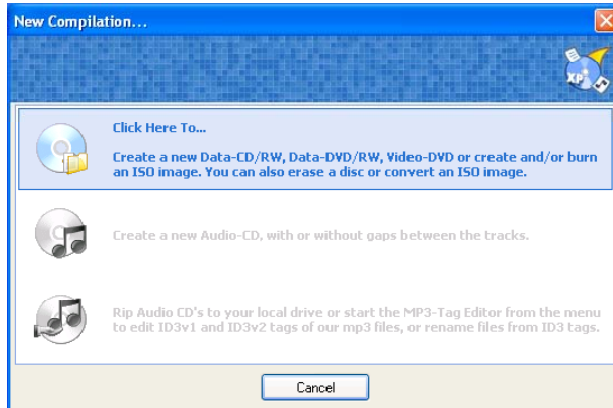 New Compilation...
XP
Click Here To...
Create a new Data-CD/RW, Data-DVD/RW, Video-DVD or create and/or burn
an ISO image. You can also erase a disc or convert an ISO image.
Create a new Audio-CD, with or without gaps between the tracks.
Rip Audio CD's to your local drive or start the MP3-Tag Editor from the menu
to edit ID3v1 and ID3v2 tags of our mp3 files, or rename files from ID3 tags.
Cancel